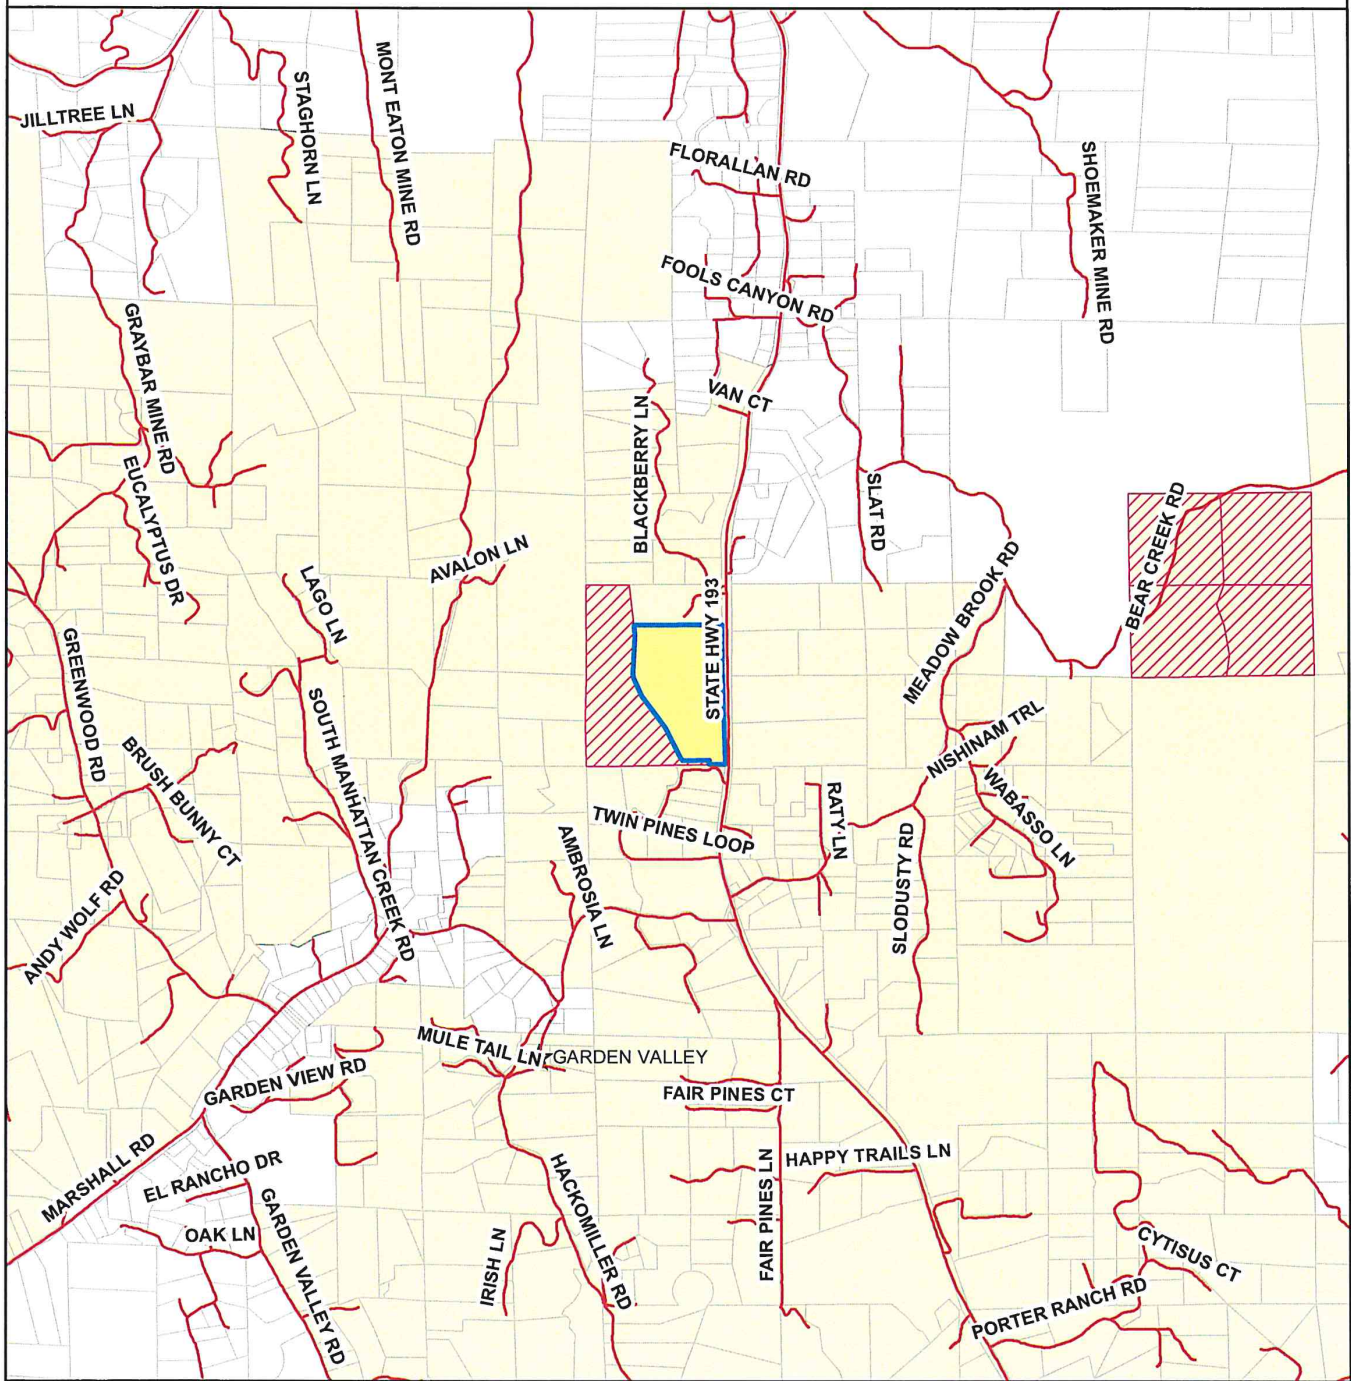 JILLTREE LN
STAGHORN LN
MONT EATON MINE RD
FLORALLAN RD
SHOEMAKER MINE RD
FOOLS CANYON RD
GRAYBAR MINE RD
VAN CT
BLACKBERRY LN
EUCALYPTUS DR
SLAT RD
BEAR CREEK RD
AVALON LN
LAGO LN
STATE HWY 193
MEADOW BROOK RD
GREENWOOD RD
SOUTH MANHATTAN CREEK RD
BRUSH BUNNY CT
NISHINAM TRL
WABASSO LN
RATY LN
TWIN PINES LOOP
AMBROSIA LN
SLODUSTY RD
ANDY WOLF RD
MULE TAIL LN
GARDEN VALLEY
GARDEN VIEW RD
FAIR PINES CT
MARSHALL RD
EL RANCHO DR
HAPPY TRAILS LN
FAIR PINES LN
HACKOMILLER RD
GARDEN VALLEY RD
OAK LN
IRISH LN
CYTISUS CT
PORTER RANCH RD